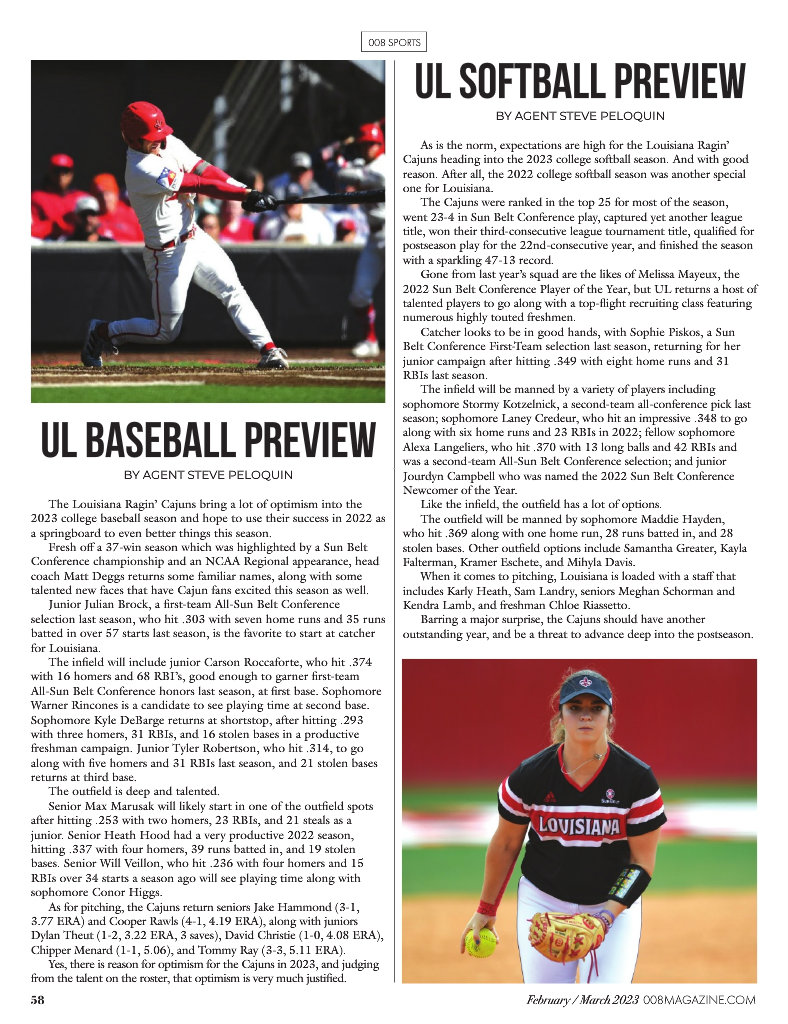 008 SPORTS
UL BASEBALL PREVIEW
BY AGENT STEVE PELOQUIN
The Louisiana Ragin’ Cajuns bring a lot of optimism into the
2023 college baseball season and hope to use their success in 2022 as
a springboard to even better things this season.
Fresh off a 37-win season which was highlighted by a Sun Belt
Conference championship and an NCAA Regional appearance, head
coach Matt Deggs returns some familiar names, along with some
talented new faces that have Cajun fans excited this season as well.
Junior Julian Brock, a first-team All-Sun Belt Conference
selection last season, who hit .303 with seven home runs and 35 runs
batted in over 57 starts last season, is the favorite to start at catcher
for Louisiana.
The infield will include junior Carson Roccaforte, who hit .374
with 16 homers and 68 RBI’s, good enough to garner first-team
All-Sun Belt Conference honors last season, at first base. Sophomore
Warner Rincones is a candidate to see playing time at second base.
Sophomore Kyle DeBarge returns at shortstop, after hitting .293
with three homers, 31 RBIs, and 16 stolen bases in a productive
freshman campaign. Junior Tyler Robertson, who hit .314, to go
along with five homers and 31 RBIs last season, and 21 stolen bases
returns at third base.
The outfield is deep and talented.
Senior Max Marusak will likely start in one of the outfield spots
after hitting .253 with two homers, 23 RBIs, and 21 steals as a
junior. Senior Heath Hood had a very productive 2022 season,
hitting .337 with four homers, 39 runs batted in, and 19 stolen
bases. Senior Will Veillon, who hit .236 with four homers and 15
RBIs over 34 starts a season ago will see playing time along with
sophomore Conor Higgs.
As for pitching, the Cajuns return seniors Jake Hammond (3-1,
3.77 ERA) and Cooper Rawls (4-1, 4.19 ERA), along with juniors
Dylan Theut (1-2, 3.22 ERA, 3 saves), David Christie (1-0, 4.08 ERA),
Chipper Menard (1-1, 5.06), and Tommy Ray (3-3, 5.11 ERA).
Yes, there is reason for optimism for the Cajuns in 2023, and judging
from the talent on the roster, that optimism is very much justified.
UL SOFTBALL PREVIEW
BY AGENT STEVE PELOQUIN
As is the norm, expectations are high for the Louisiana Ragin’
Cajuns heading into the 2023 college softball season. And with good
reason. After all, the 2022 college softball season was another special
one for Louisiana.
The Cajuns were ranked in the top 25 for most of the season,
went 23-4 in Sun Belt Conference play, captured yet another league
title, won their third-consecutive league tournament title, qualified for
postseason play for the 22nd-consecutive year, and finished the season
with a sparkling 47-13 record.
Gone from last year’s squad are the likes of Melissa Mayeux, the
2022 Sun Belt Conference Player of the Year, but UL returns a host of
talented players to go along with a top-flight recruiting class featuring
numerous highly touted freshmen.
Catcher looks to be in good hands, with Sophie Piskos, a Sun
Belt Conference First-Team selection last season, returning for her
junior campaign after hitting .349 with eight home runs and 31
RBIs last season.
The infield will be manned by a variety of players including
sophomore Stormy Kotzelnick, a second-team all-conference pick last
season; sophomore Laney Credeur, who hit an impressive .348 to go
along with six home runs and 23 RBIs in 2022; fellow sophomore
Alexa Langeliers, who hit .370 with 13 long balls and 42 RBIs and
was a second-team All-Sun Belt Conference selection; and junior
Jourdyn Campbell who was named the 2022 Sun Belt Conference
Newcomer of the Year.
Like the infield, the outfield has a lot of options.
The outfield will be manned by sophomore Maddie Hayden,
who hit .369 along with one home run, 28 runs batted in, and 28
stolen bases. Other outfield options include Samantha Greater, Kayla
Falterman, Kramer Eschete, and Mihyla Davis.
When it comes to pitching, Louisiana is loaded with a staff that
includes Karly Heath, Sam Landry, seniors Meghan Schorman and
Kendra Lamb, and freshman Chloe Riassetto.
Barring a major surprise, the Cajuns should have another
outstanding year, and be a threat to advance deep into the postseason.
LOUISIANA
58
February / March 2023 008MAGAZINE.COM